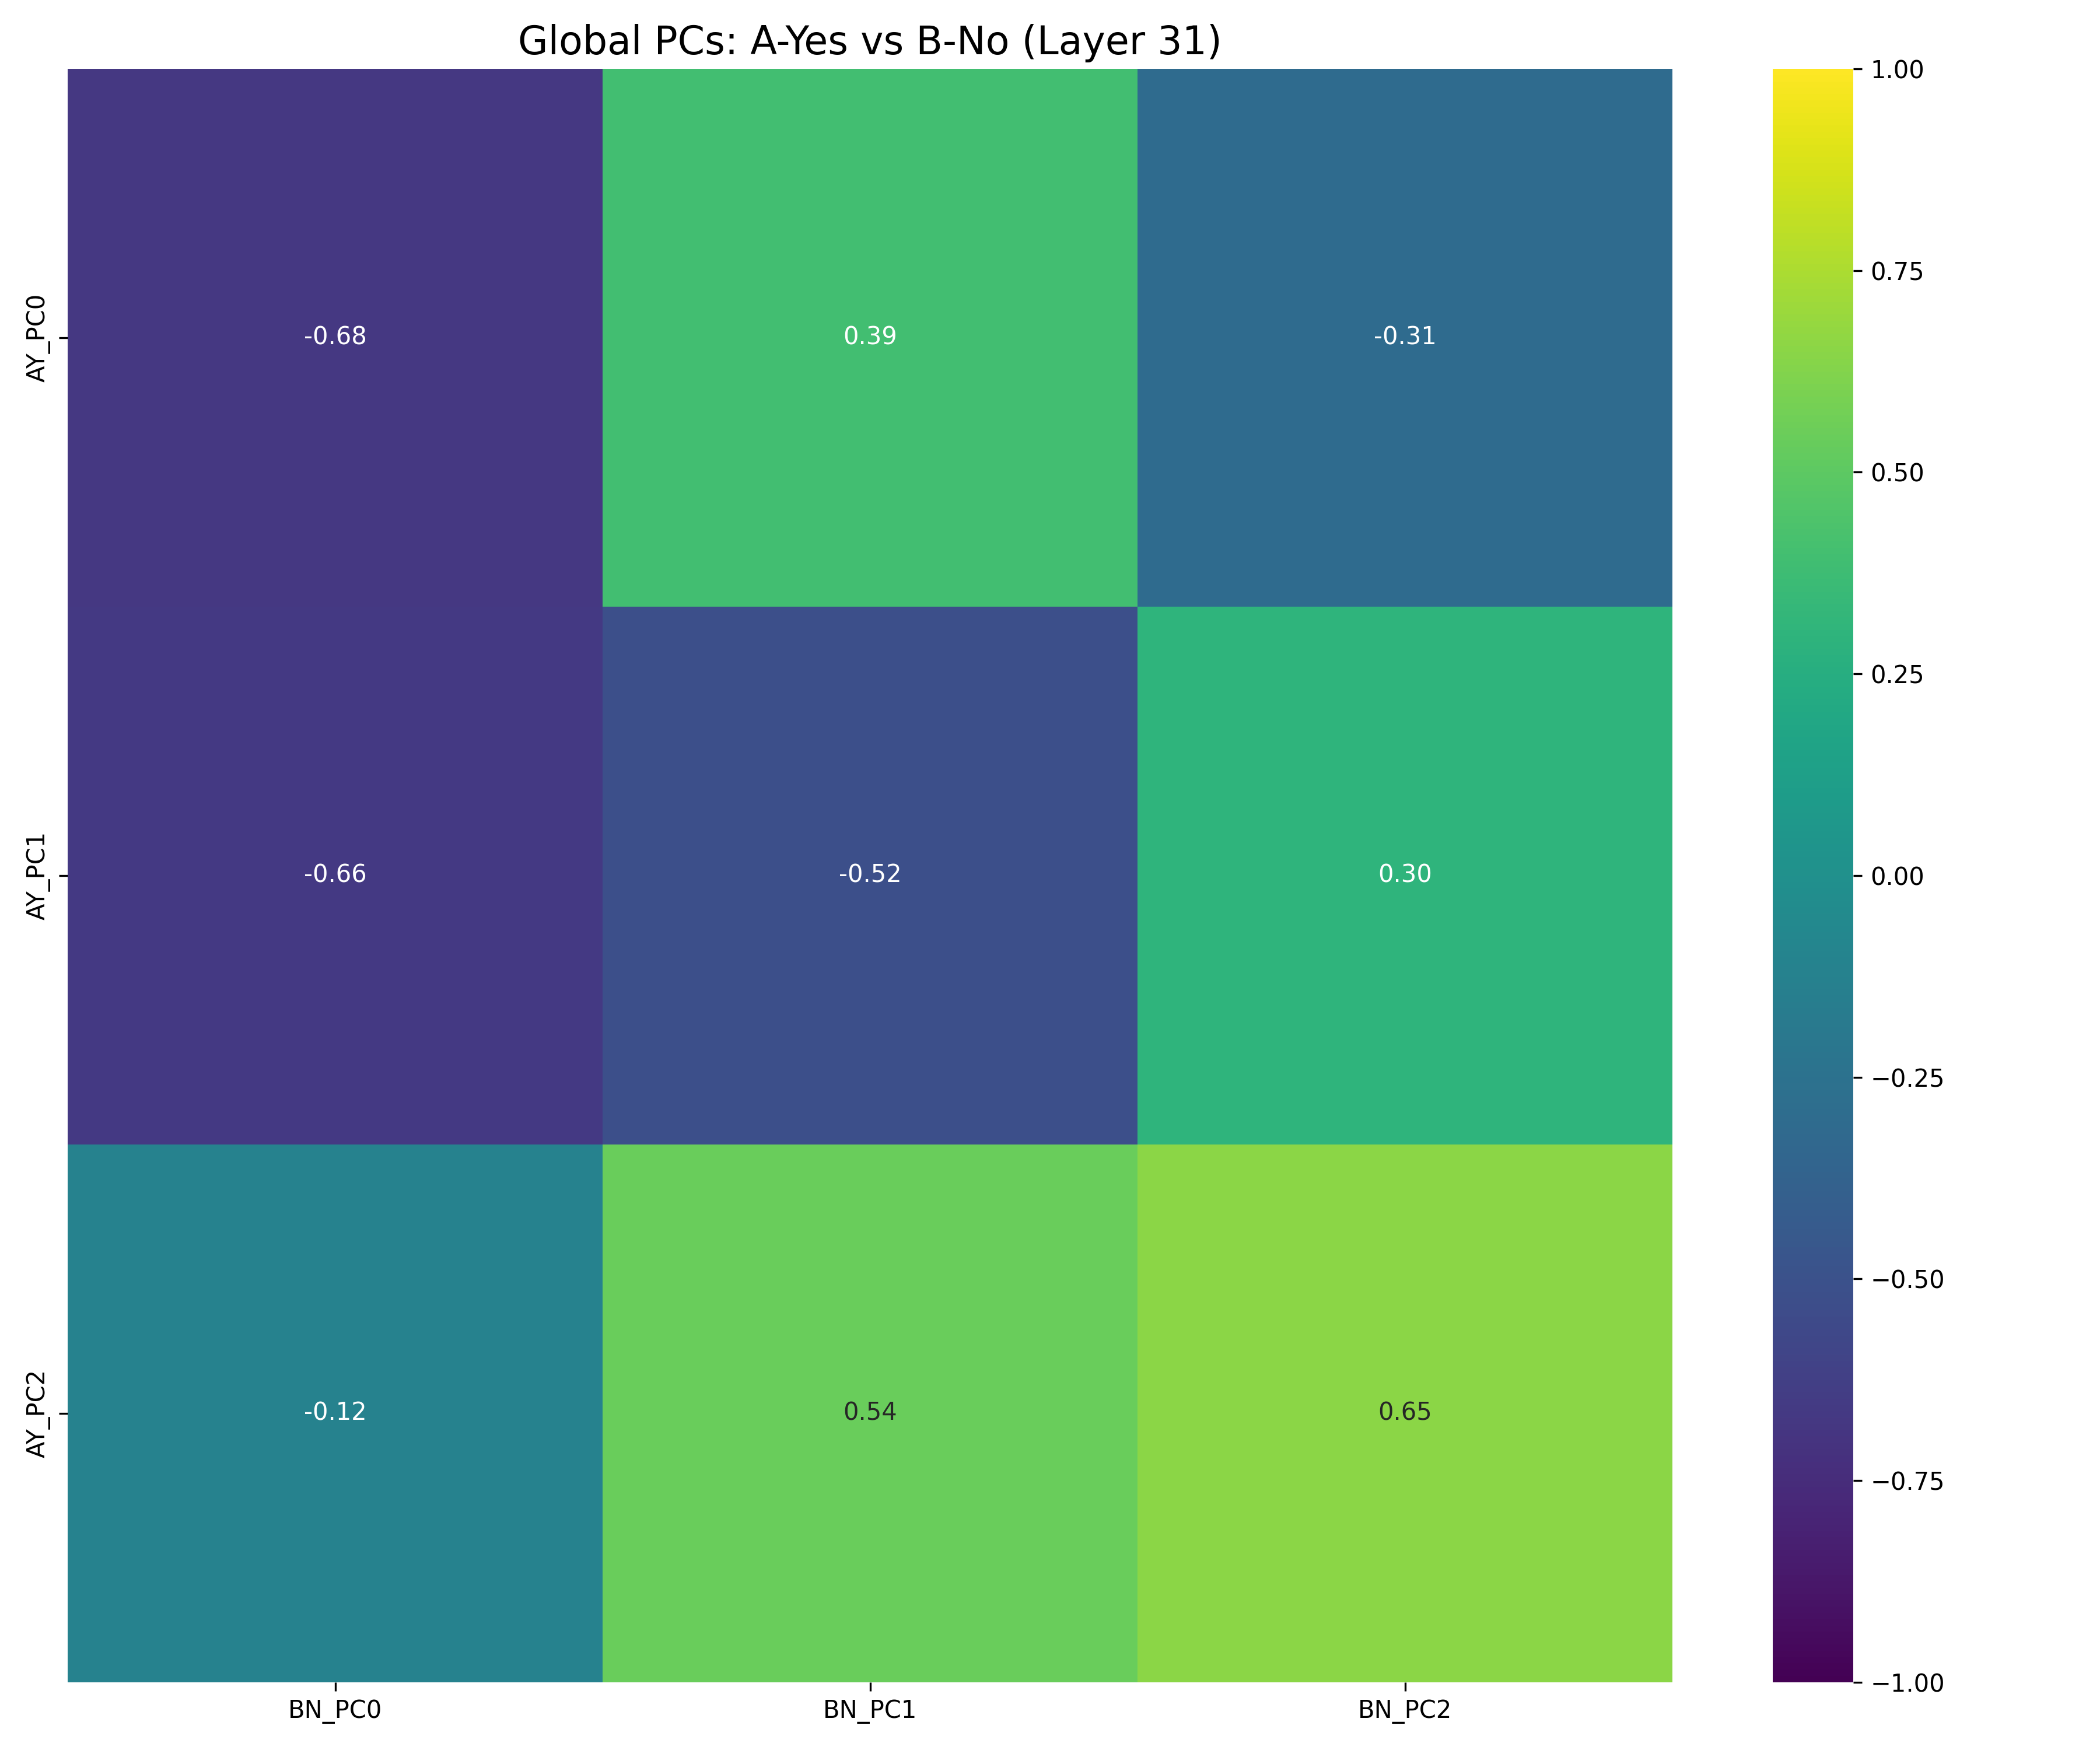 Global PCs: A-Yes vs B-No (Layer 31)
AY_PC0
-0.68 0.39 -0.31
AY_PC1
-0.66 -0.52 0.30
AY_PC2
-0.12 0.54 0.65
BN_PC0 BN_PC1 BN_PC2
1.00
0.75
0.50
0.25
0.00
−0.25
−0.50
−0.75
−1.00